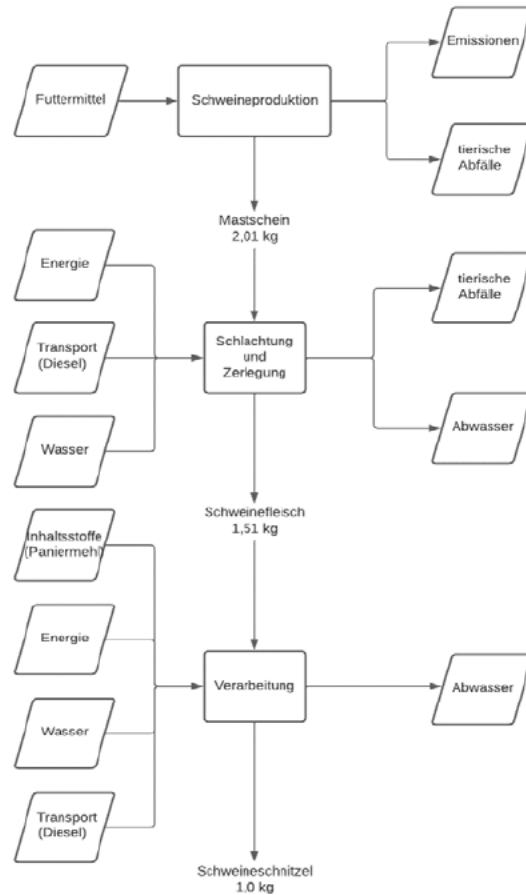 Emissionen
Futtermittel
Schweineproduktion
tierische
Abfälle
Mastschein
2,01 kg
Energie
tierische
Abfälle
Transport
(Diesel)
Schlachtung
und
Zerlegung
Wasser
Abwasser
Schweinefleisch
1,51 kg
Inhaltsstoffe
(Paniermehl)
Energie
Verarbeitung
Abwasser
Wasser
Transport
(Diesel)
Schweineschnitzel
1,0 kg